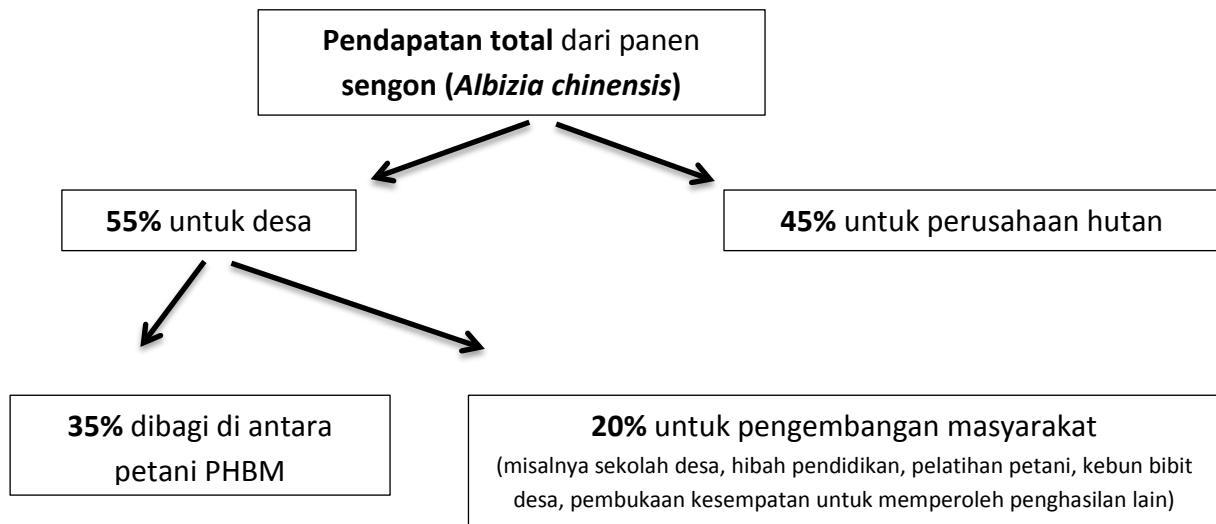 Pendapatan total dari panen
sengon (Albizia chinensis)
55% untuk desa
45% untuk perusahaan hutan
35% dibagi di antara
petani PHBM
20% untuk pengembangan masyarakat
(misalnya sekolah desa, hibah pendidikan, pelatihan petani, kebun bibit
desa, pembukaan kesempatan untuk memperoleh penghasilan lain)